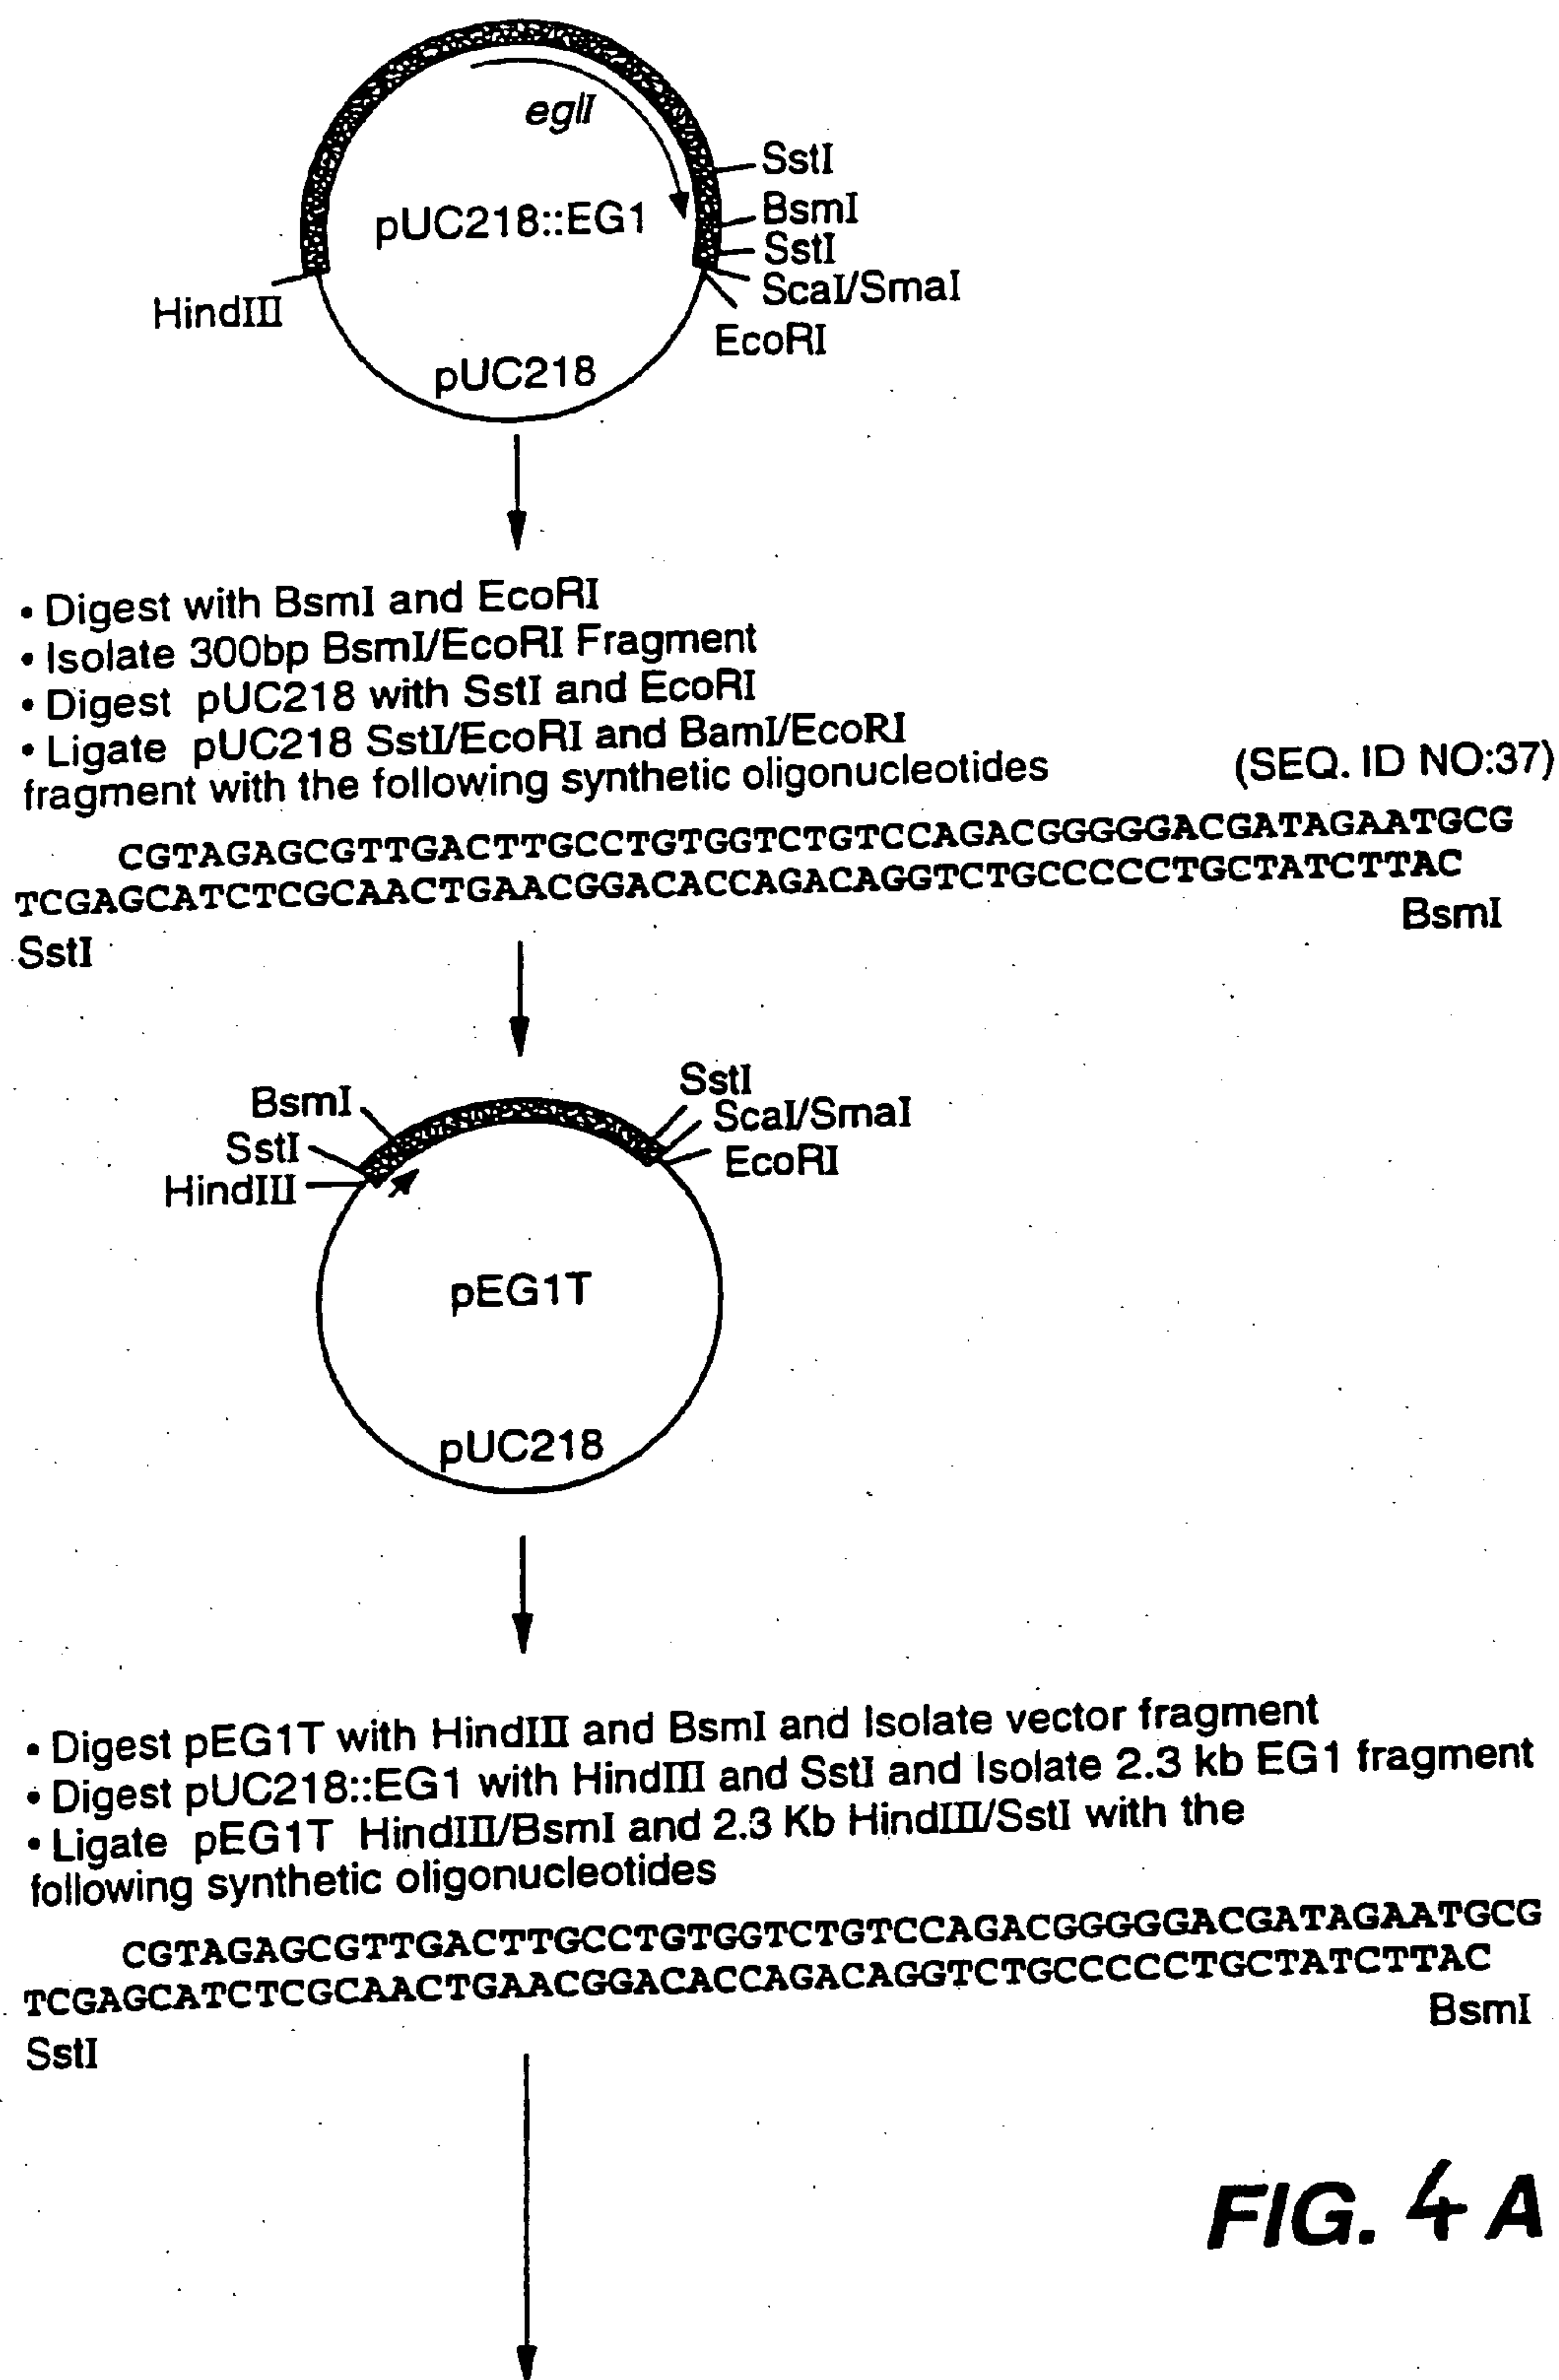 eglI
SstI
pUC218::EG1
BsmI
SstI
HindIII
ScaI/SmaI
EcoRI
pUC218
• Digest with BsmI and EcoRI
• Isolate 300bp BsmI/EcoRI Fragment
• Digest pUC218 with SstI and EcoRI
• Ligate pUC218 SstI/EcoRI and BamI/EcoRI
fragment with the following synthetic oligonucleotides (SEQ. ID NO:37)
CGTAGAGCGTTGACTTGCCTGTGGTCTGTCCAGACGGGGGACGATAGAATGCG
TCGAGCATCTCGCAACTGAACGGACACCAGACAGGTCTGCCCCCTGCTATCTTAC
SstI BsmI
BsmI SstI
SstI ScaI/SmaI
HindIII EcoRI
pEG1T
pUC218
• Digest pEG1T with HindIII and BsmI and Isolate vector fragment
• Digest pUC218::EG1 with HindIII and SstI and Isolate 2.3 kb EG1 fragment
• Ligate pEG1T HindIII/BsmI and 2.3 Kb HindIII/SstI with the
following synthetic oligonucleotides
CGTAGAGCGTTGACTTGCCTGTGGTCTGTCCAGACGGGGGACGATAGAATGCG
TCGAGCATCTCGCAACTGAACGGACACCAGACAGGTCTGCCCCCTGCTATCTTAC
SstI BsmI
FIG. 4A